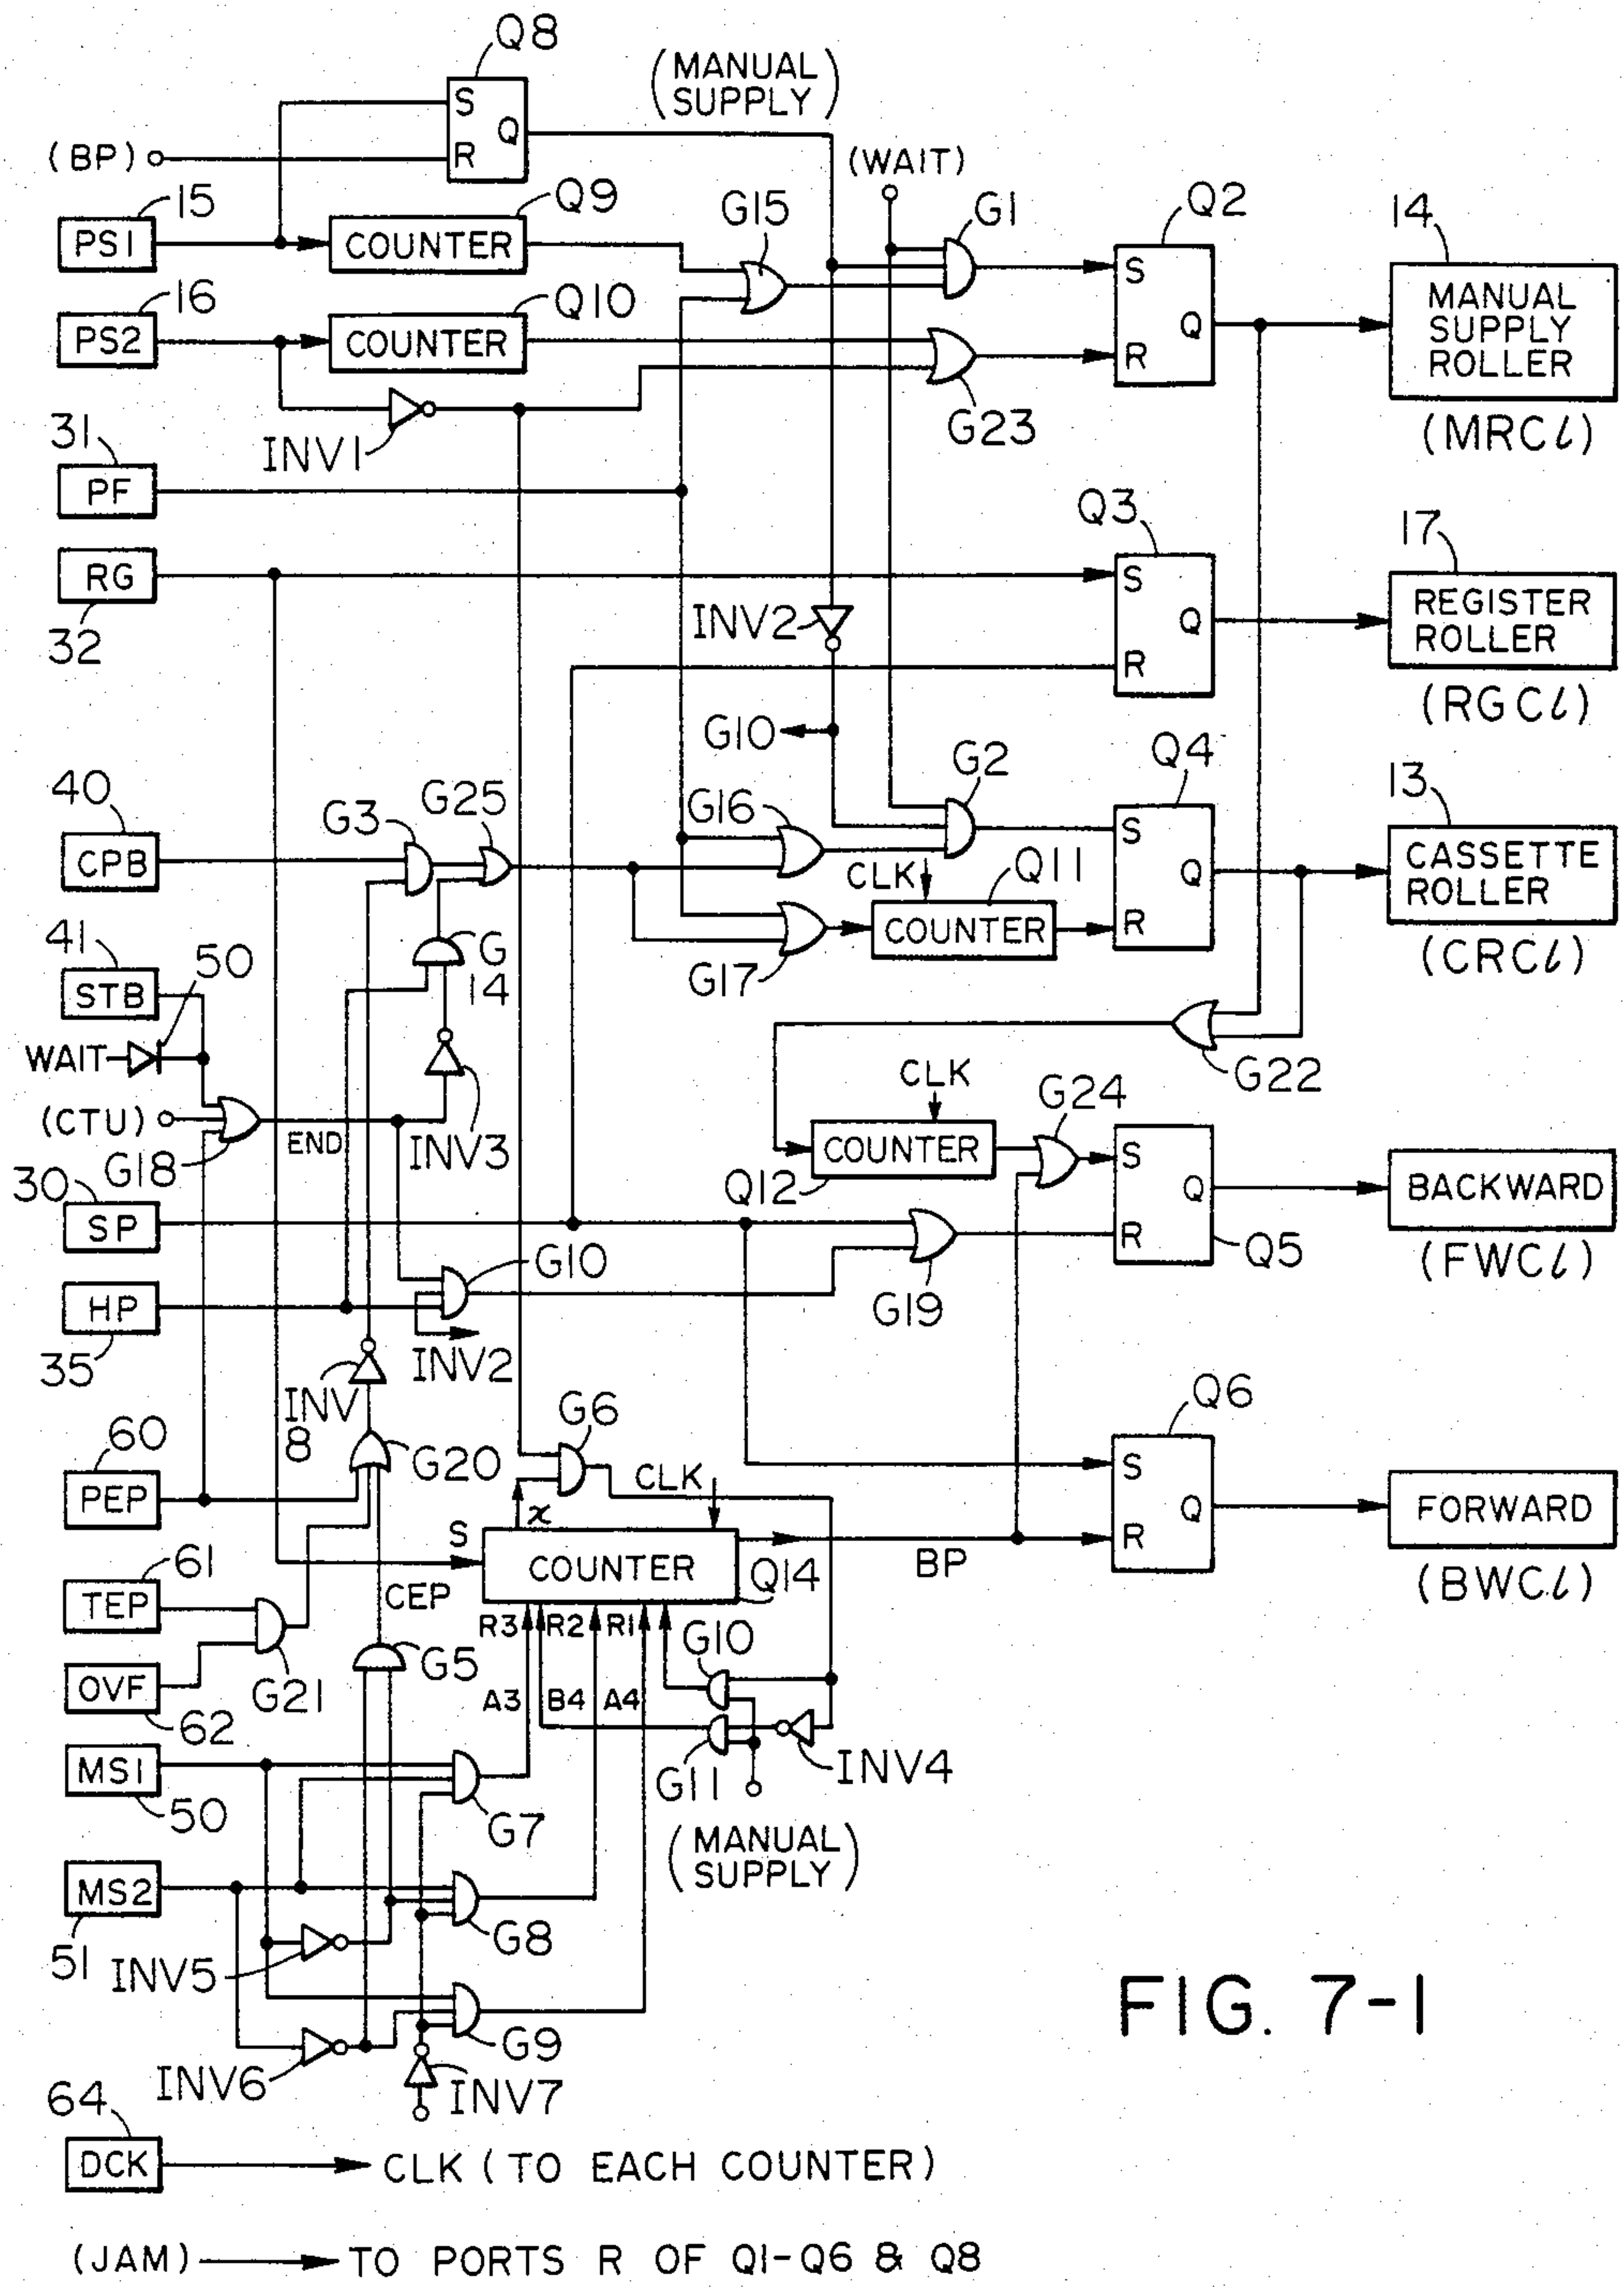 Q8
(MANUAL
SUPPLY)
S
Q
R
(BP)
(WAIT)
15
Q9
G15
G1
Q2
14
PS1
COUNTER
S
MANUAL
SUPPLY
ROLLER
16
Q10
Q
PS2
COUNTER
R
INV1
G23
(MRCl)
31
PF
Q3
17
RG
S
32
INV2
Q
REGISTER
ROLLER
R
(RGCl)
G10
Q4
40
G25
G2
13
G3
G16
S
CPB
CLK
Q11
Q
CASSETTE
ROLLER
COUNTER
R
41
50
G
14
G17
(CRCl)
STB
WAIT
G22
CLK
G24
(CTU)
END
INV3
COUNTER
S
G18
Q
BACKWARD
30
Q12
SP
R
Q5
G10
G19
(FWCl)
HP
35
INV2
INV
8
G6
Q6
60
G20
CLK
S
PEP
x
Q
FORWARD
S
COUNTER
R
61
CEP
Q14
BP
(BWCl)
TEP
R3
R2
R1
G10
G5
OVF
G21
A3
B4
A4
62
MS1
G11
INV4
50
G7
(MANUAL
SUPPLY)
MS2
G8
51
INV5
FIG. 7-1
G9
INV6
INV7
64
DCK
CLK (TO EACH COUNTER)
(JAM)
TO PORTS R OF Q1-Q6 & Q8